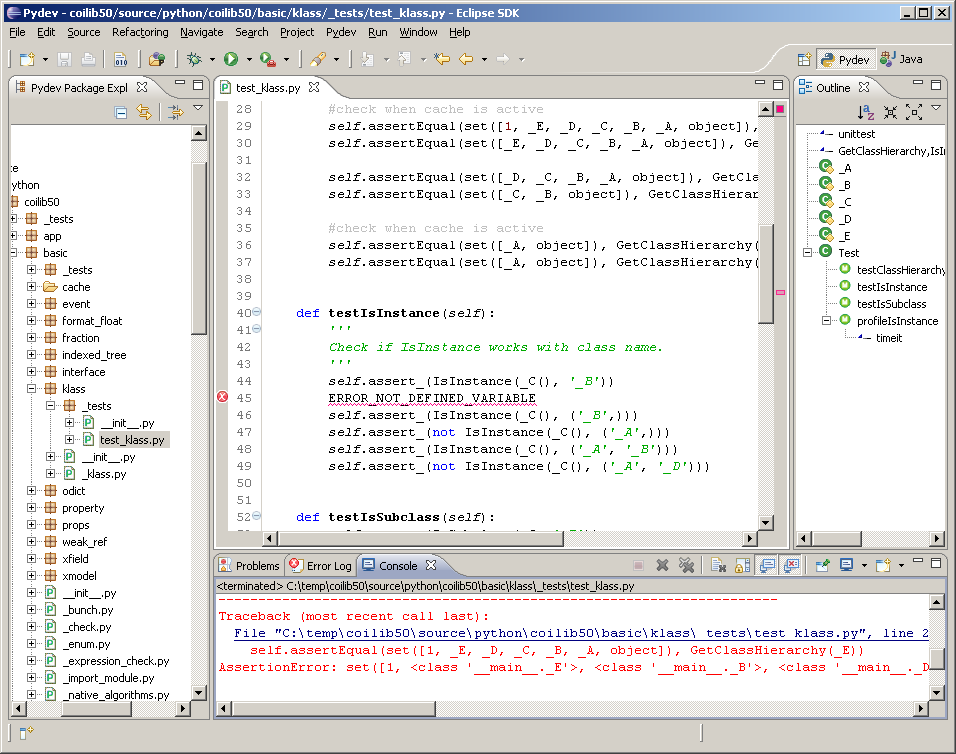 Pydev - coilib50/source/python/coilib50/basic/klass/_tests/test_klass.py - Eclipse SDK
File Edit Source Refactoring Navigate Search Project Pydev Run Window Help
Pydev Java
Pydev Package Expl
ython
coilib50
_tests
app
basic
_tests
cache
event
format_float
fraction
indexed_tree
interface
klass
_tests
__init__.py
test_klass.py
__init__.py
_klass.py
odict
property
props
weak_ref
xfield
xmodel
__init__.py
_bunch.py
_check.py
_enum.py
_expression_check.py
_import_module.py
_native_algorithms.py
test_klass.py
28 #check when cache is active
29 self.assertEqual(set([1, _E, _D, _C, _B, _A, object]),
30 self.assertEqual(set([_E, _D, _C, _B, _A, object]), Ge
31
32 self.assertEqual(set([_D, _C, _B, _A, object]), GetCla
33 self.assertEqual(set([_C, _B, object]), GetClassHierar
34
35 #check when cache is active
36 self.assertEqual(set([_A, object]), GetClassHierarchy(
37 self.assertEqual(set([_A, object]), GetClassHierarchy(
38
39
40 def testIsInstance(self):
41 '''
42 Check if IsInstance works with class name.
43 '''
44 self.assert_(IsInstance(_C(), '_B'))
45 ERROR_NOT_DEFINED_VARIABLE
46 self.assert_(IsInstance(_C(), ('_B',)))
47 self.assert_(not IsInstance(_C(), ('_A',)))
48 self.assert_(IsInstance(_C(), ('_A', '_B')))
49 self.assert_(not IsInstance(_C(), ('_A', '_D')))
50
51
52 def testIsSubclass(self):
Outline
unittest
GetClassHierarchy,IsIn
_A
_B
_C
_D
_E
Test
testClassHierarchy
testIsInstance
testIsSubclass
profileIsInstance
timeit
Problems Error Log Console
<terminated> C:\temp\coilib50\source\python\coilib50\basic\klass\_tests\test_klass.py
----------------------------------------------------------------------
Traceback (most recent call last):
File "C:\temp\coilib50\source\python\coilib50\basic\klass\_tests\test_klass.py", line 2
self.assertEqual(set([1, _E, _D, _C, _B, _A, object]), GetClassHierarchy(_E))
AssertionError: set([1, <class '__main__._E'>, <class '__main__._B'>, <class '__main__._D